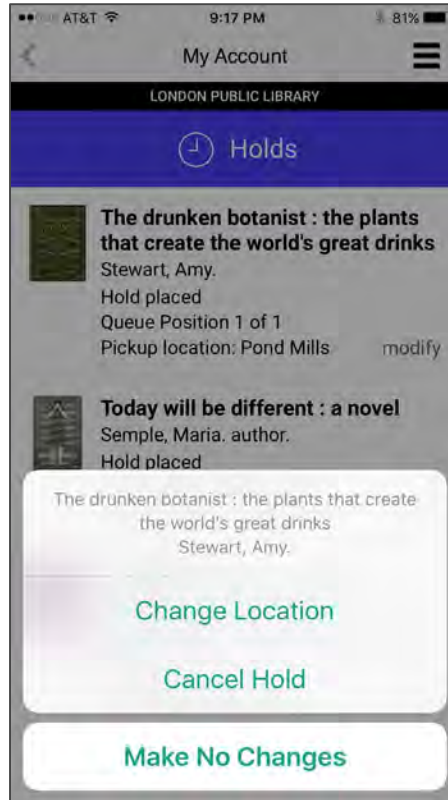 AT&T 9:17 PM 81%
My Account
LONDON PUBLIC LIBRARY
Holds
The drunken botanist : the plants
that create the world's great drinks
Stewart, Amy.
Hold placed
Queue Position 1 of 1
Pickup location: Pond Mills modify
Today will be different : a novel
Semple, Maria. author.
Hold placed
The drunken botanist : the plants that create
the world's great drinks
Stewart, Amy.
Change Location
Cancel Hold
Make No Changes